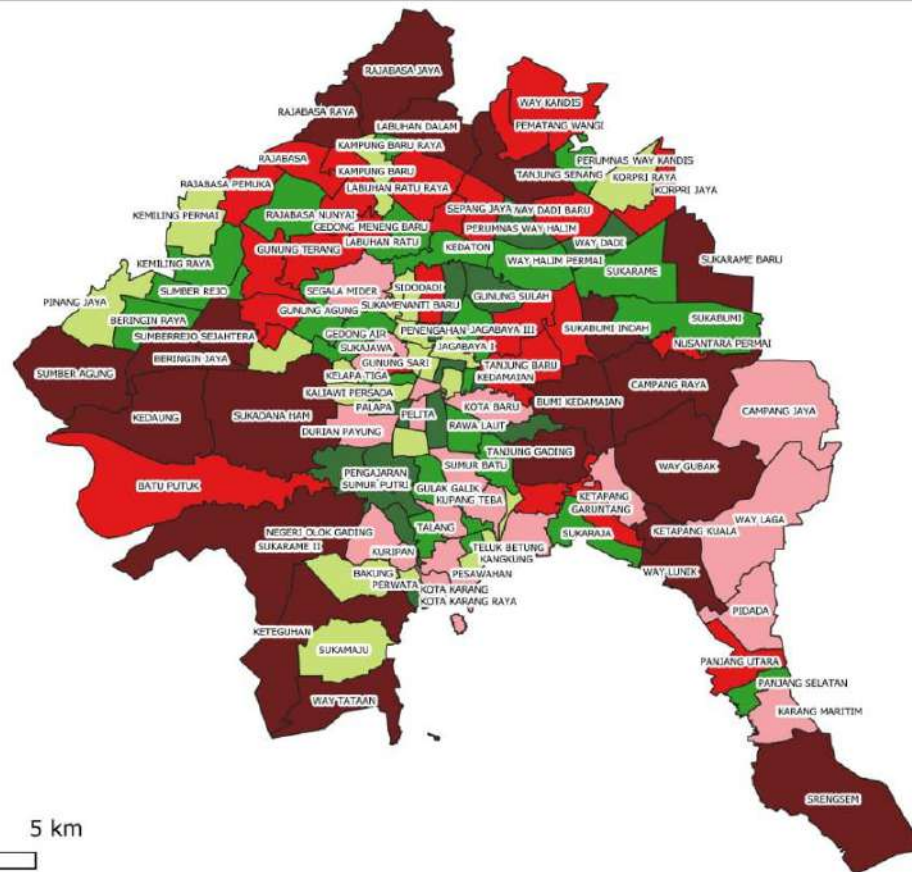 RAJABASA JAYA
WAY KANDIS
RAJABASA RAYA
LABUHAN DALAM
PEMATANG WANGI
KAMPUNG BARU RAYA
RAJABASA
PERUMNAS WAY KANDIS
KAMPUNG BARU
TANJUNG SENANG
KORPRI RAYA
RAJABASA PEMUKA
LABUHAN RATU RAYA
KORPRI JAYA
KEMILING PERMAI
RAJABASA NUNYAI
SEPANG JAYA
WAY DADI BARU
GEDONG MENENG BARU
PERUMNAS WAY HALIM
LABUHAN RATU
WAY DADI
GUNUNG TERANG
KEDATON
SUKARAME BARU
KEMILING RAYA
WAY HALIM PERMAI
SUKARAME
SUMBER REJO
SEGALA MIDER
SIDODADI
GUNUNG SULAH
PINANG JAYA
SUKAMENANTI BARU
GUNUNG AGUNG
BERINGIN RAYA
SUKABUMI
SUMBERREJO SEJAHTERA
GEDONG AIR
PENENGAHAN
JAGABAYA III
SUKABUMI INDAH
NUSANTARA PERMAI
SUKAJAWA
JAGABAYA I
BERINGIN JAYA
GUNUNG SARI
TANJUNG BARU
SUMBER AGUNG
KELAPA TIGA
KEDAMAIAN
CAMPANG RAYA
KALIAWI PERSADA
BUMI KEDAMAIAN
PALAPA
KOTA BARU
CAMPANG JAYA
KEDAUNG
SUKADANA HAM
PELITA
RAWA LAUT
DURIAN PAYUNG
TANJUNG GADING
SUMUR BATU
WAY GUBAK
PENGAJARAN
BATU PUTUK
SUMUR PUTRI
GULAK GALIK
KETAPANG
KUPANG TEBA
GARUNTANG
WAY LAGA
NEGERI OLOK GADING
TALANG
SUKARAJA
KETAPANG KUALA
SUKARAME II
KURIPAN
TELUK BETUNG
KANGKUNG
BAKUNG
PESAWAHAN
WAY LUNIK
PERWATA
KOTA KARANG
KOTA KARANG RAYA
PIDADA
KETEGUHAN
SUKAMAJU
PANJANG UTARA
PANJANG SELATAN
WAY TATAAN
KARANG MARITIM
SRENGSEM
5 km